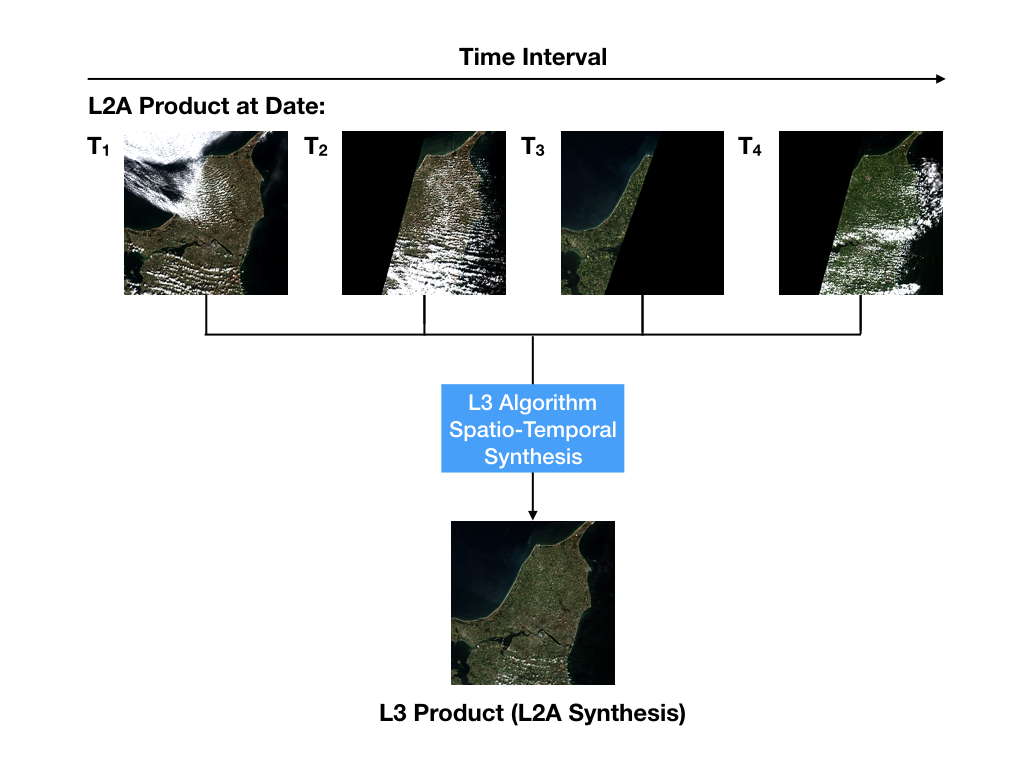 Time Interval
L2A Product at Date:
T1
T2
T3
T4
L3 Algorithm
Spatio-Temporal
Synthesis
L3 Product (L2A Synthesis)